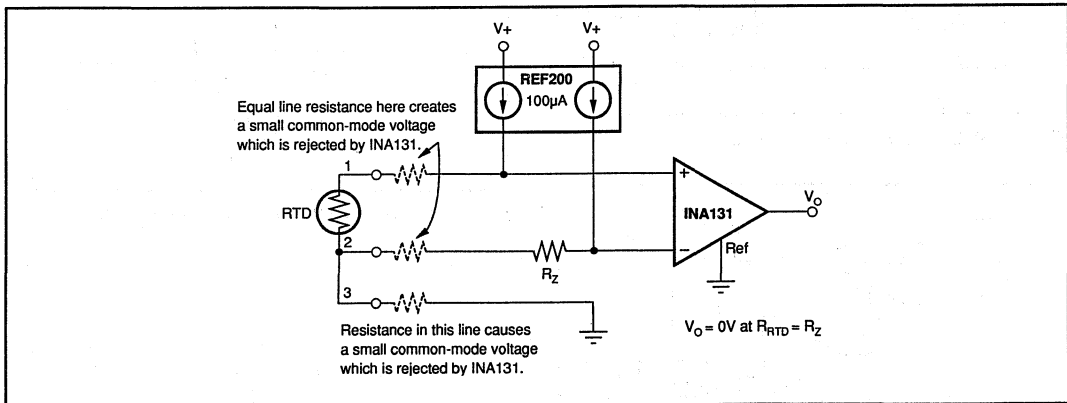 V+ V+
REF200
100µA
Equal line resistance here creates
a small common-mode voltage
which is rejected by INA131.
1
+
RTD
INA131
V_O
2
−
Ref
R_Z
3
V_O = 0V at R_RTD = R_Z
Resistance in this line causes
a small common-mode voltage
which is rejected by INA131.